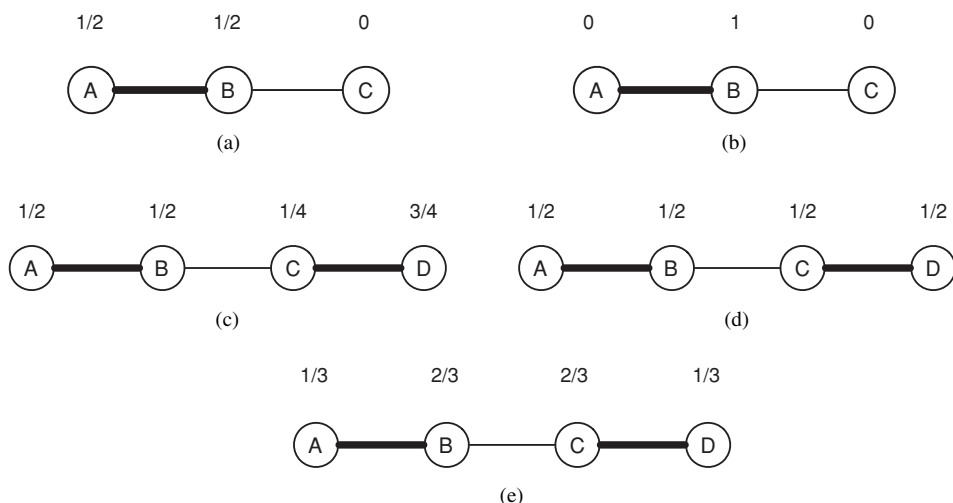 1/2 1/2 0
A B C
(a)
0 1 0
A B C
(b)
1/2 1/2 1/4 3/4
A B C D
(c)
1/2 1/2 1/2 1/2
A B C D
(d)
1/3 2/3 2/3 1/3
A B C D
(e)